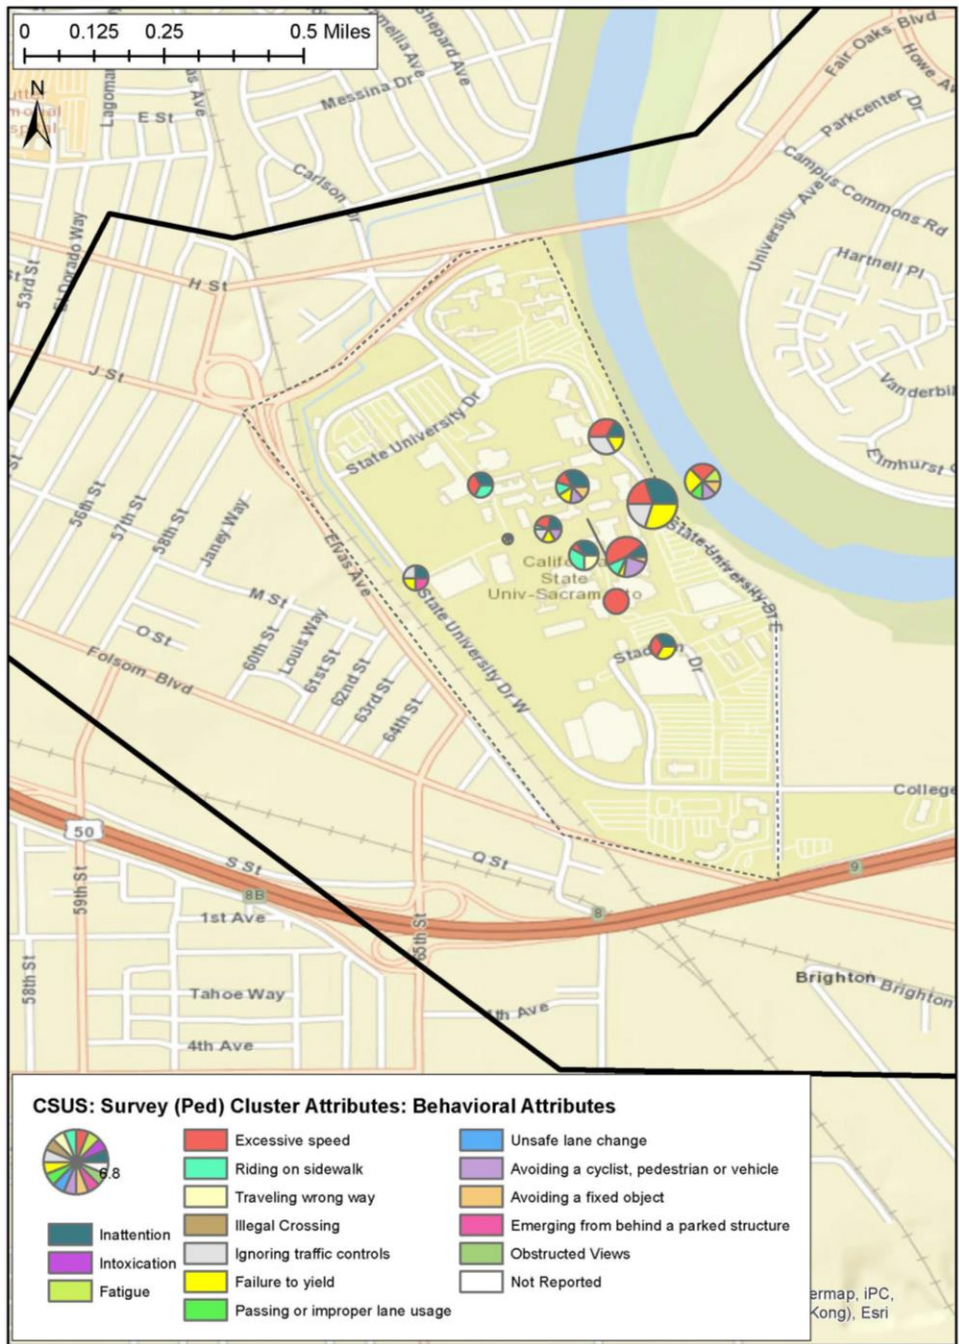 0 0.125 0.25 0.5 Miles
N
Shepard Ave
Messina Dr
E St
Carlson Dr
Fair Oaks Blvd
Parkcenter Dr
Campus Commons Rd
University Ave
Hartnell Pl
53rd St
El Dorado Way
H St
J St
State University Dr
Elmhurst
56th St
57th St
58th St
Janey Way
Elvas Ave
State University Dr E
California
State
Univ-Sacramento
M St
O St
60th St
Louis Way
61st St
62nd St
63rd St
64th St
State University Dr W
Stadium Dr
Folsom Blvd
College
50
S St
Q St
9
8B
8
59th St
1st Ave
65th St
58th St
Tahoe Way
4th Ave
Brighton
Brighton
CSUS: Survey (Ped) Cluster Attributes: Behavioral Attributes
6.8
Inattention
Intoxication
Fatigue
Excessive speed
Riding on sidewalk
Traveling wrong way
Illegal Crossing
Ignoring traffic controls
Failure to yield
Passing or improper lane usage
Unsafe lane change
Avoiding a cyclist, pedestrian or vehicle
Avoiding a fixed object
Emerging from behind a parked structure
Obstructed Views
Not Reported
ermap, iPC,
Kong), Esri